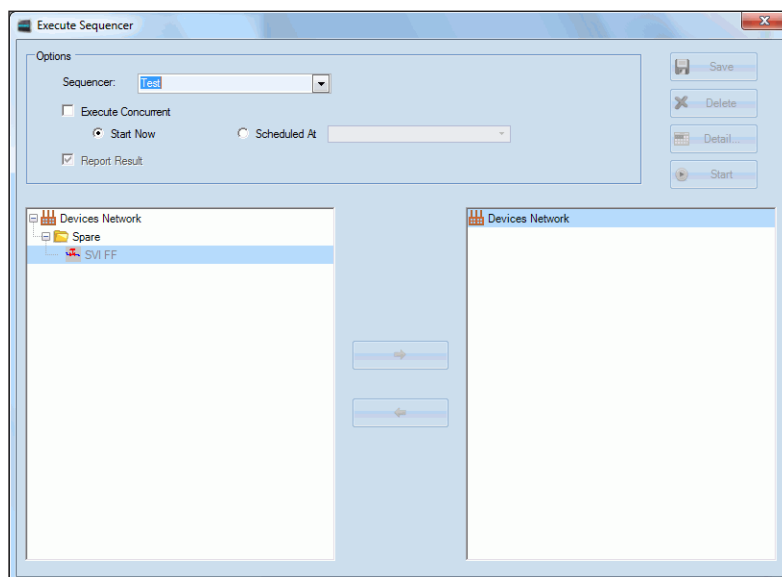 Execute Sequencer
Options
Sequencer: Test
Execute Concurrent
Start Now Scheduled At
Report Result
Save
Delete
Detail...
Start
Devices Network
Spare
SVI FF
Devices Network